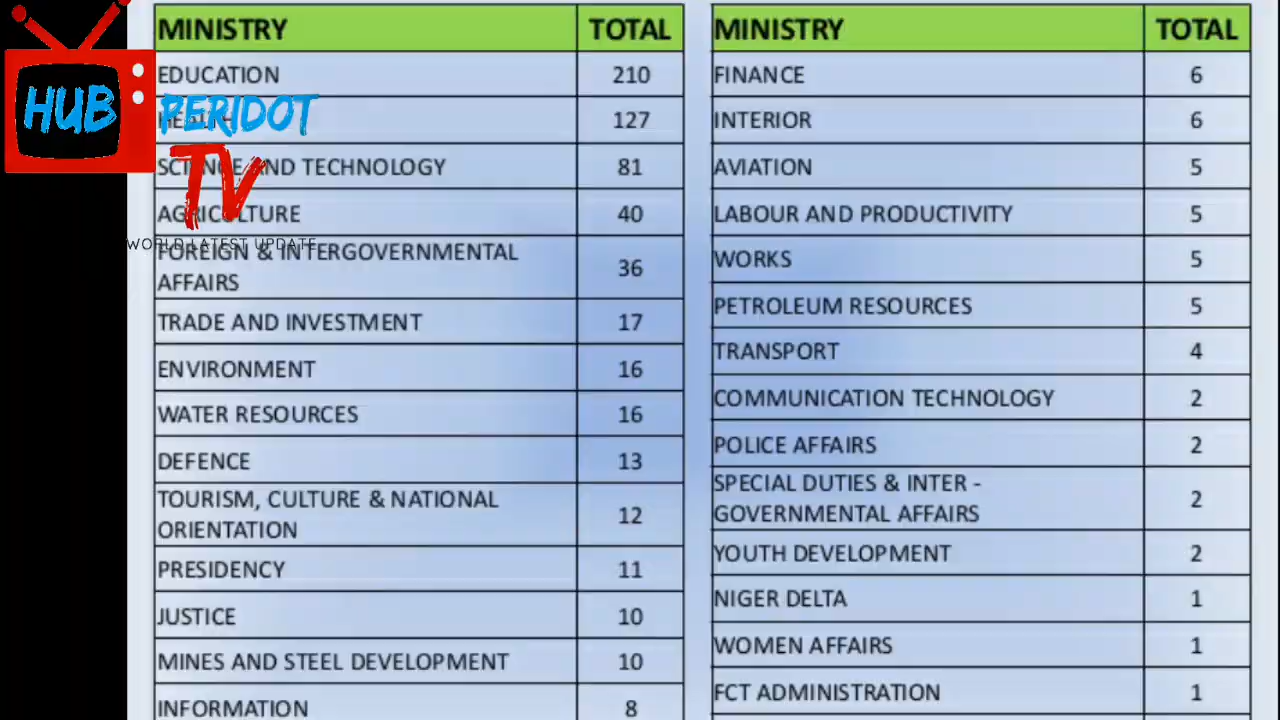 MINISTRY TOTAL
EDUCATION 210
HEALTH 127
SCIENCE AND TECHNOLOGY 81
AGRICULTURE 40
FOREIGN & INTERGOVERNMENTAL
AFFAIRS 36
TRADE AND INVESTMENT 17
ENVIRONMENT 16
WATER RESOURCES 16
DEFENCE 13
TOURISM, CULTURE & NATIONAL
ORIENTATION 12
PRESIDENCY 11
JUSTICE 10
MINES AND STEEL DEVELOPMENT 10
INFORMATION 8
MINISTRY TOTAL
FINANCE 6
INTERIOR 6
AVIATION 5
LABOUR AND PRODUCTIVITY 5
WORKS 5
PETROLEUM RESOURCES 5
TRANSPORT 4
COMMUNICATION TECHNOLOGY 2
POLICE AFFAIRS 2
SPECIAL DUTIES & INTER -
GOVERNMENTAL AFFAIRS 2
YOUTH DEVELOPMENT 2
NIGER DELTA 1
WOMEN AFFAIRS 1
FCT ADMINISTRATION 1
HUB PERIDOT
TV
WORLD LATEST UPDATE